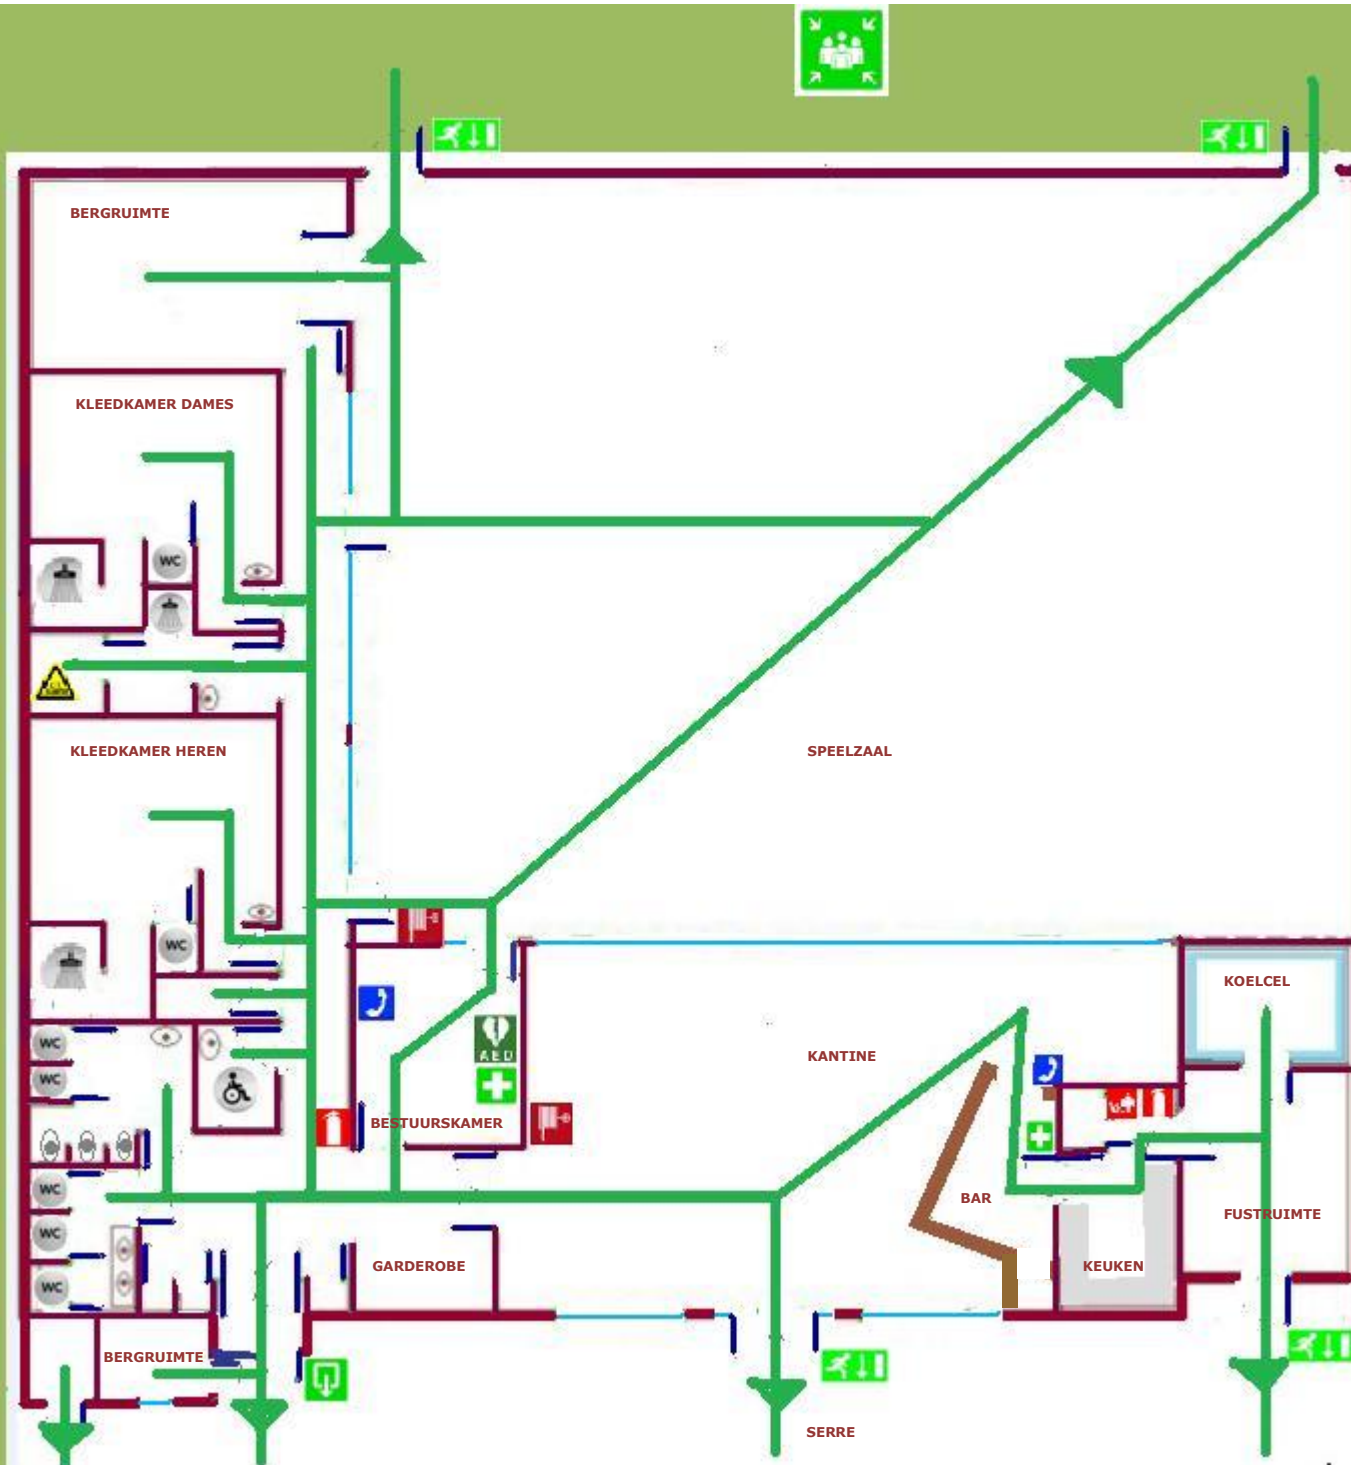 BERGRUIMTE
KLEEDKAMER DAMES
WC
KLEEDKAMER HEREN
SPEELZAAL
WC
KOELCEL
WC
AED
KANTINE
WC
BESTUURSKAMER
WC
BAR
FUSTRUIMTE
WC
GARDEROBE
KEUKEN
WC
BERGRUIMTE
SERRE